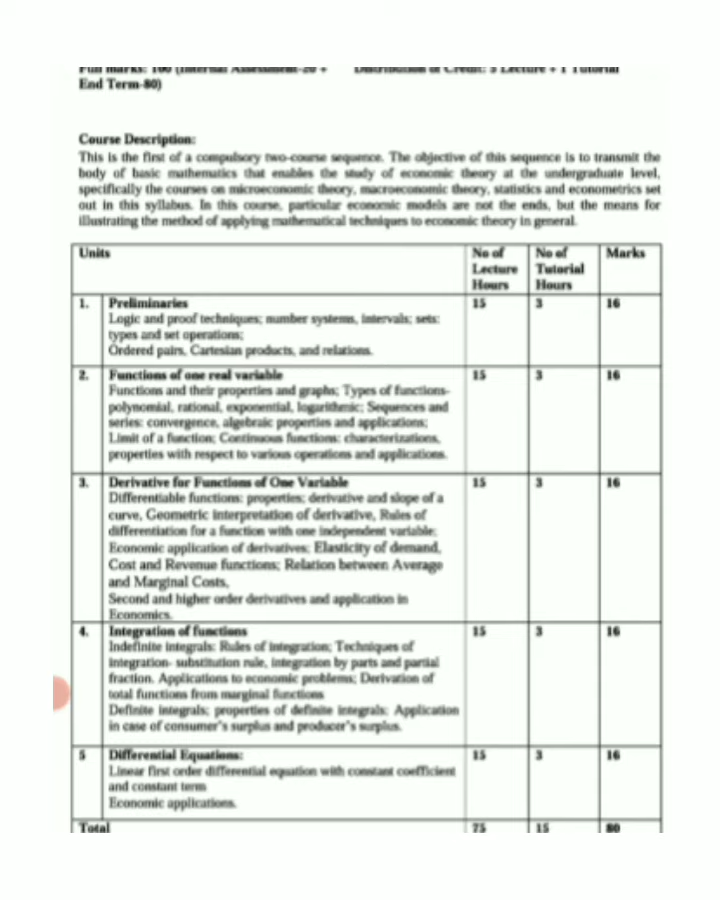 Full marks: 100 (Internal Assessment-20 +
End Term-80)
Distribution of Credit: 5 Lecture + 1 Tutorial
Course Description:
This is the first of a compulsory two-course sequence. The objective of this sequence is to transmit the
body of basic mathematics that enables the study of economic theory at the undergraduate level,
specifically the courses on microeconomic theory, macroeconomic theory, statistics and econometrics set
out in this syllabus. In this course, particular economic models are not the ends, but the means for
illustrating the method of applying mathematical techniques to economic theory in general.
Units
No of
Lecture
Hours
No of
Tutorial
Hours
Marks
1. Preliminaries 15 3 16
Logic and proof techniques; number systems, intervals; sets:
types and set operations;
Ordered pairs, Cartesian products, and relations.
2. Functions of one real variable 15 3 16
Functions and their properties and graphs; Types of functions-
polynomial, rational, exponential, logarithmic; Sequences and
series: convergence, algebraic properties and applications;
Limit of a function; Continuous functions: characterizations,
properties with respect to various operations and applications.
3. Derivative for Functions of One Variable 15 3 16
Differentiable functions: properties; derivative and slope of a
curve, Geometric interpretation of derivative, Rules of
differentiation for a function with one independent variable;
Economic application of derivatives; Elasticity of demand,
Cost and Revenue functions; Relation between Average
and Marginal Costs,
Second and higher order derivatives and application in
Economics.
4. Integration of functions 15 3 16
Indefinite integrals: Rules of integration; Techniques of
integration- substitution rule, integration by parts and partial
fraction. Applications to economic problems; Derivation of
total functions from marginal functions
Definite integrals; properties of definite integrals: Application
in case of consumer's surplus and producer's surplus.
5 Differential Equations: 15 3 16
Linear first order differential equation with constant coefficient
and constant term
Economic applications.
Total 75 15 80